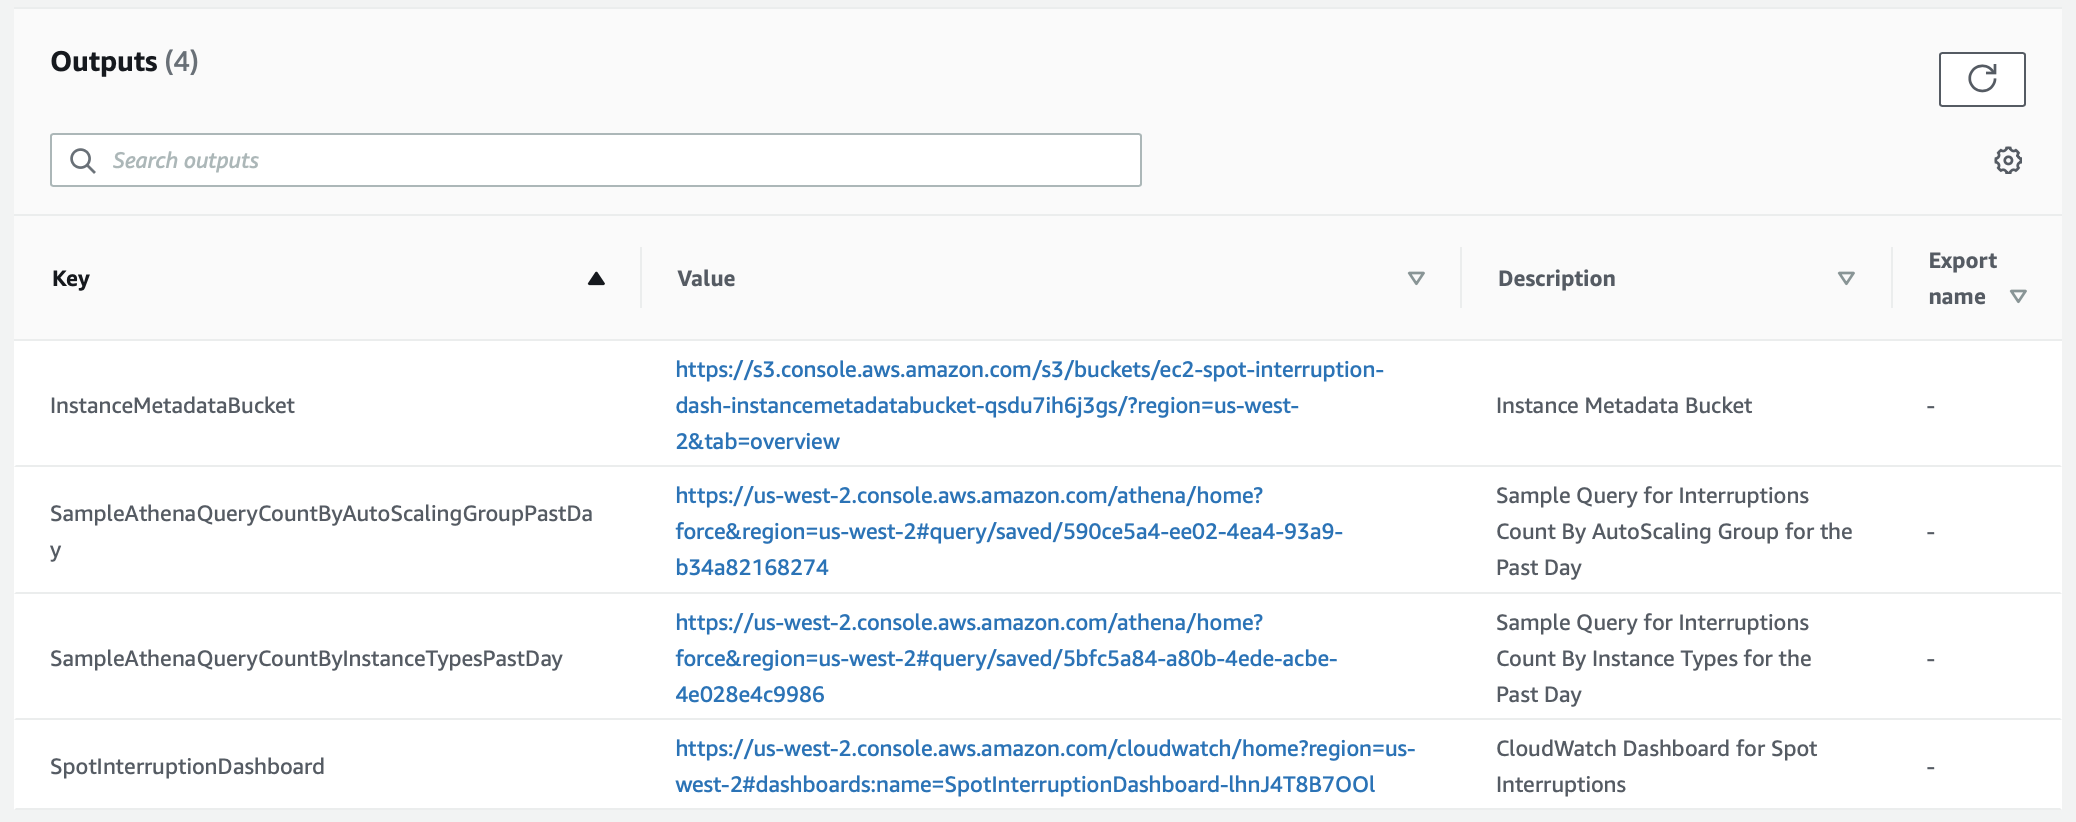 Outputs (4)
Search outputs
Key
Value
Description
Export
name
InstanceMetadataBucket
https://s3.console.aws.amazon.com/s3/buckets/ec2-spot-interruption-
dash-instancemetadatabucket-qsdu7ih6j3gs/?region=us-west-
2&tab=overview
Instance Metadata Bucket
-
SampleAthenaQueryCountByAutoScalingGroupPastDa
y
https://us-west-2.console.aws.amazon.com/athena/home?
force&region=us-west-2#query/saved/590ce5a4-ee02-4ea4-93a9-
b34a82168274
Sample Query for Interruptions
Count By AutoScaling Group for the
Past Day
-
SampleAthenaQueryCountByInstanceTypesPastDay
https://us-west-2.console.aws.amazon.com/athena/home?
force&region=us-west-2#query/saved/5bfc5a84-a80b-4ede-acbe-
4e028e4c9986
Sample Query for Interruptions
Count By Instance Types for the
Past Day
-
SpotInterruptionDashboard
https://us-west-2.console.aws.amazon.com/cloudwatch/home?region=us-
west-2#dashboards:name=SpotInterruptionDashboard-lhnJ4T8B7OOl
CloudWatch Dashboard for Spot
Interruptions
-